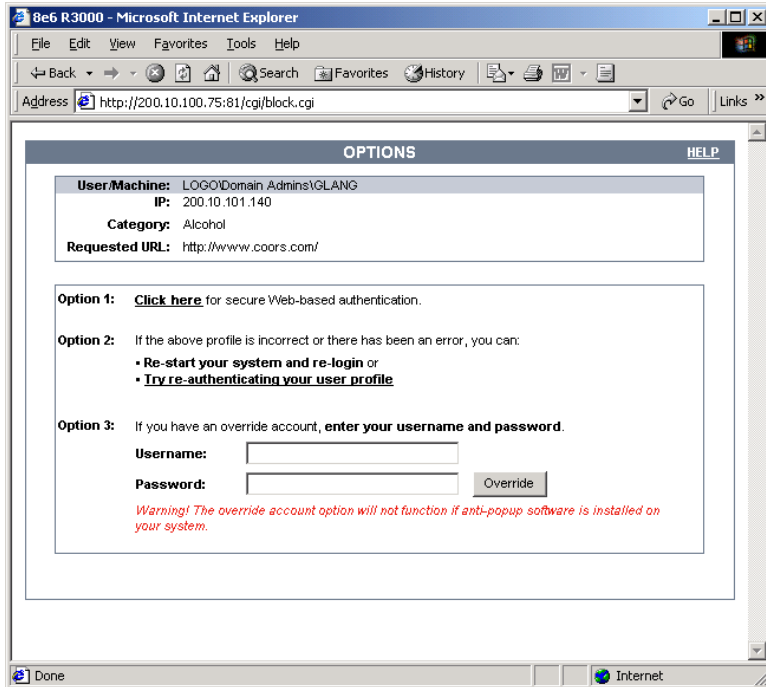 8e6 R3000 - Microsoft Internet Explorer
File Edit View Favorites Tools Help
Back Search Favorites History
Address http://200.10.100.75:81/cgi/block.cgi Go Links »
OPTIONS HELP
User/Machine: LOGO\Domain Admins\GLANG
IP: 200.10.101.140
Category: Alcohol
Requested URL: http://www.coors.com/
Option 1: Click here for secure Web-based authentication.
Option 2: If the above profile is incorrect or there has been an error, you can:
▪ Re-start your system and re-login or
▪ Try re-authenticating your user profile
Option 3: If you have an override account, enter your username and password.
Username:
Password: Override
Warning! The override account option will not function if anti-popup software is installed on
your system.
Done Internet